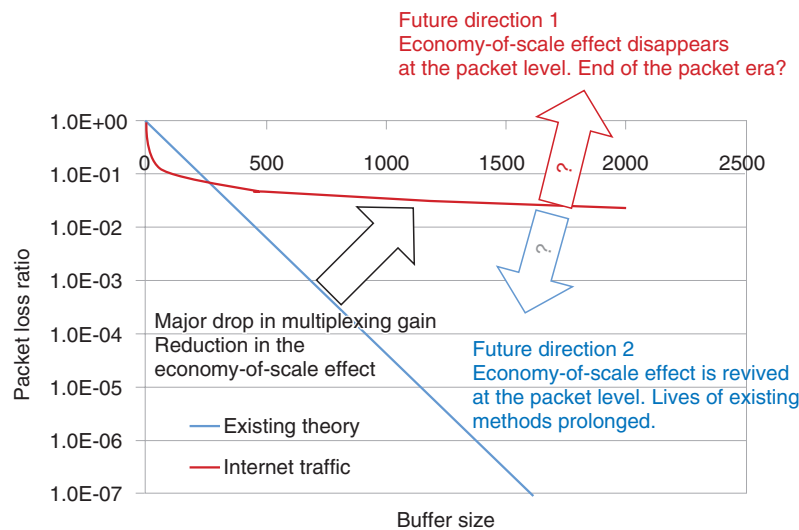 Future direction 1
Economy-of-scale effect disappears
at the packet level. End of the packet era?
1.0E+00
0
500
1000
1500
2000
2500
1.0E-01
1.0E-02
1.0E-03
1.0E-04
1.0E-05
1.0E-06
1.0E-07
Packet loss ratio
?
?
Major drop in multiplexing gain
Reduction in the
economy-of-scale effect
Future direction 2
Economy-of-scale effect is revived
at the packet level. Lives of existing
methods prolonged.
Existing theory
Internet traffic
Buffer size